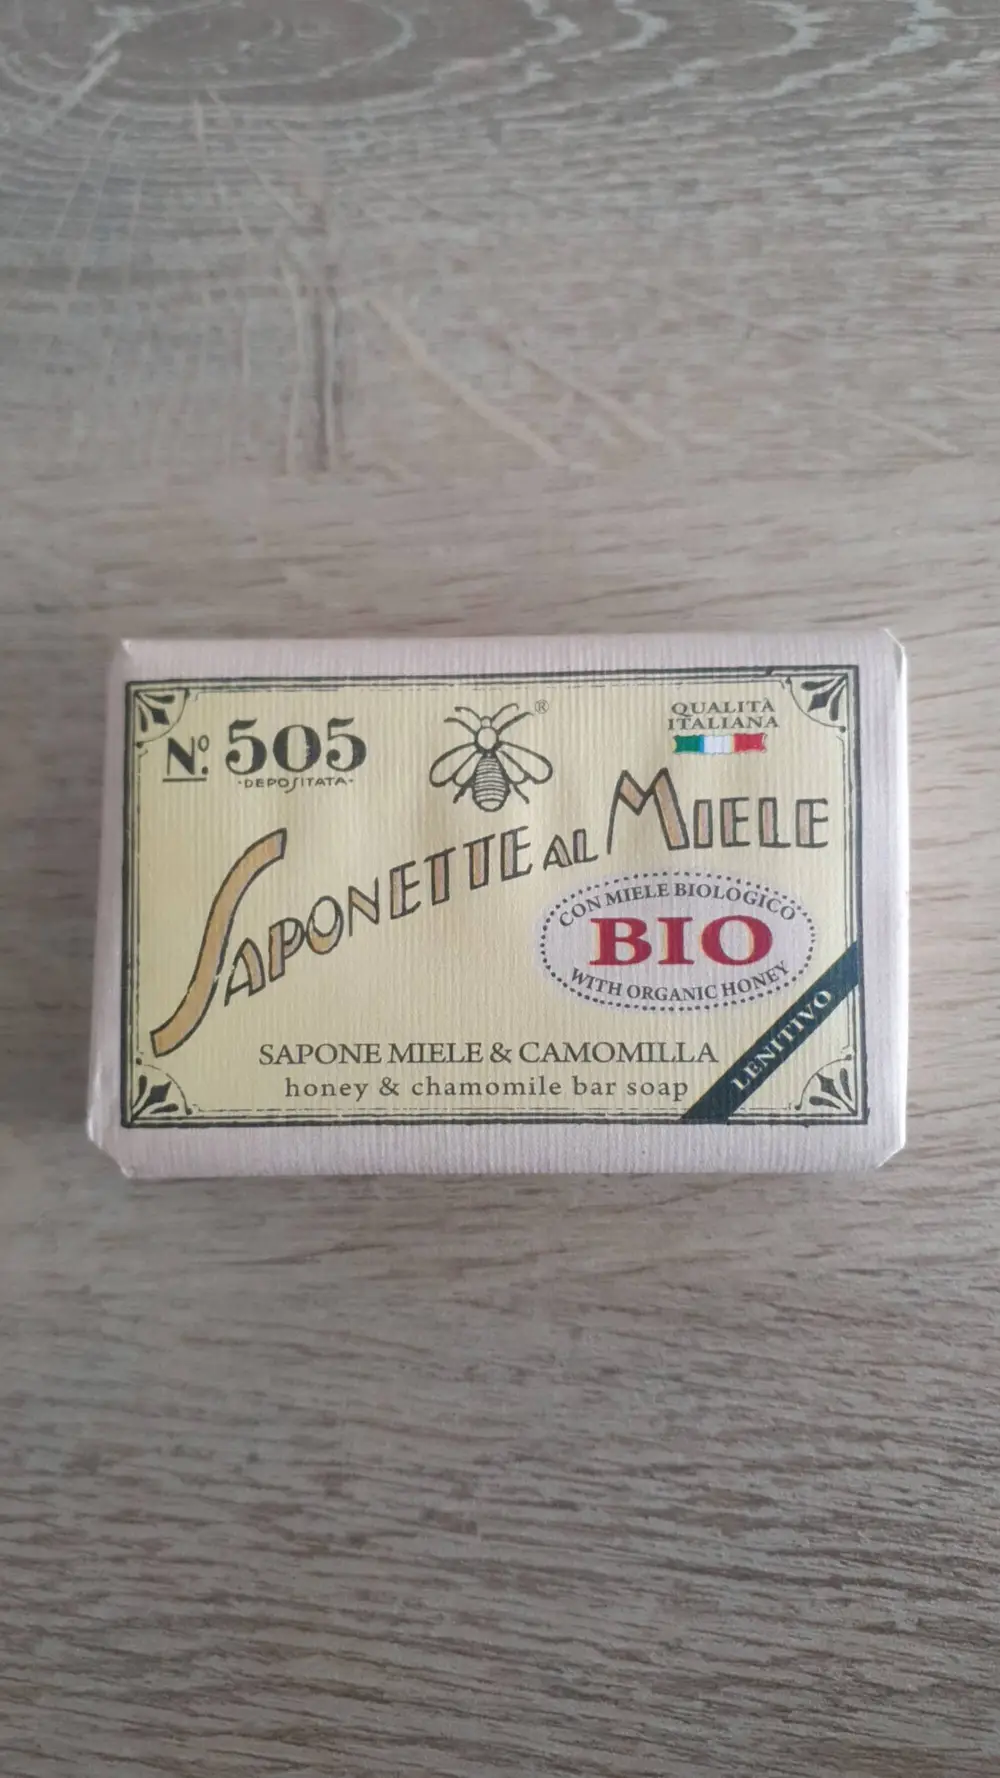 Nº. 505
·DEPOSITATA·
®
QUALITÀ
ITALIANA
SAPONETTE AL MIELE
CON MIELE BIOLOGICO
BIO
WITH ORGANIC HONEY
LENITIVO
SAPONE MIELE & CAMOMILLA
honey & chamomile bar soap